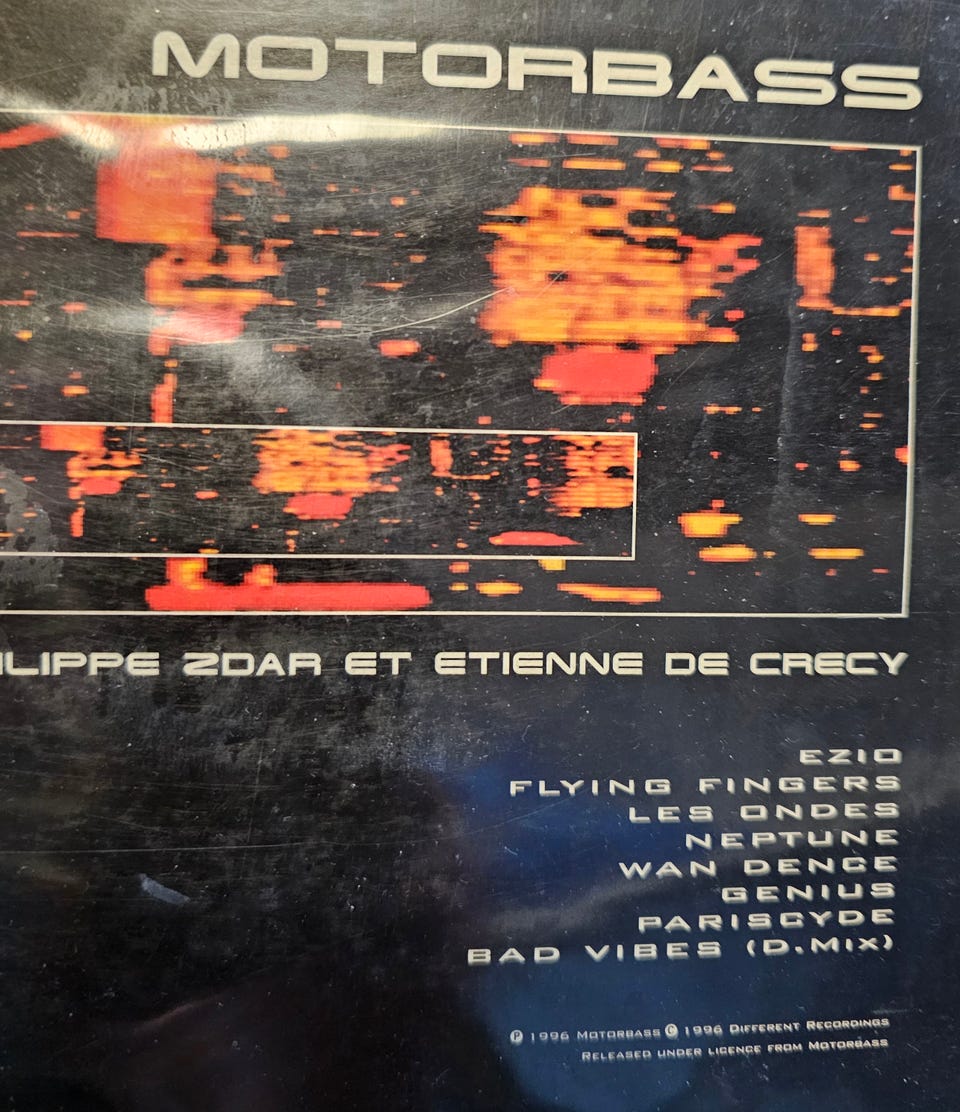 MOTORBASS
ILIPPE ZDAR ET ETIENNE DE CRECY
EZIO
FLYING FINGERS
LES ONDES
NEPTUNE
WAN DENCE
GENIUS
PARISCYDE
BAD VIBES (D.MIX)
℗ 1996 MOTORBASS © 1996 DIFFERENT RECORDINGS
RELEASED UNDER LICENCE FROM MOTORBASS